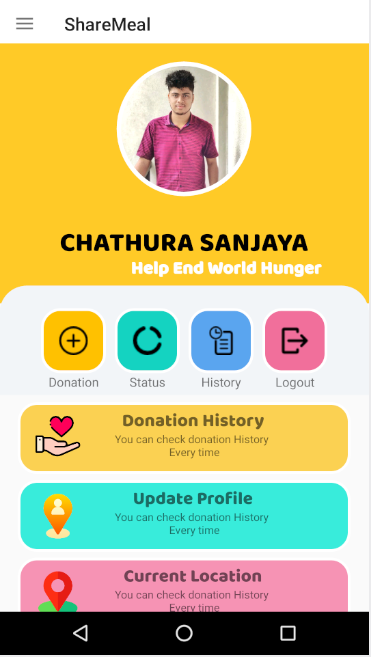 ShareMeal
CHATHURA SANJAYA
Help End World Hunger
Donation
Status
History
Logout
Donation History
You can check donation History
Every time
Update Profile
You can check donation History
Every time
Current Location
You can check donation History
Every time